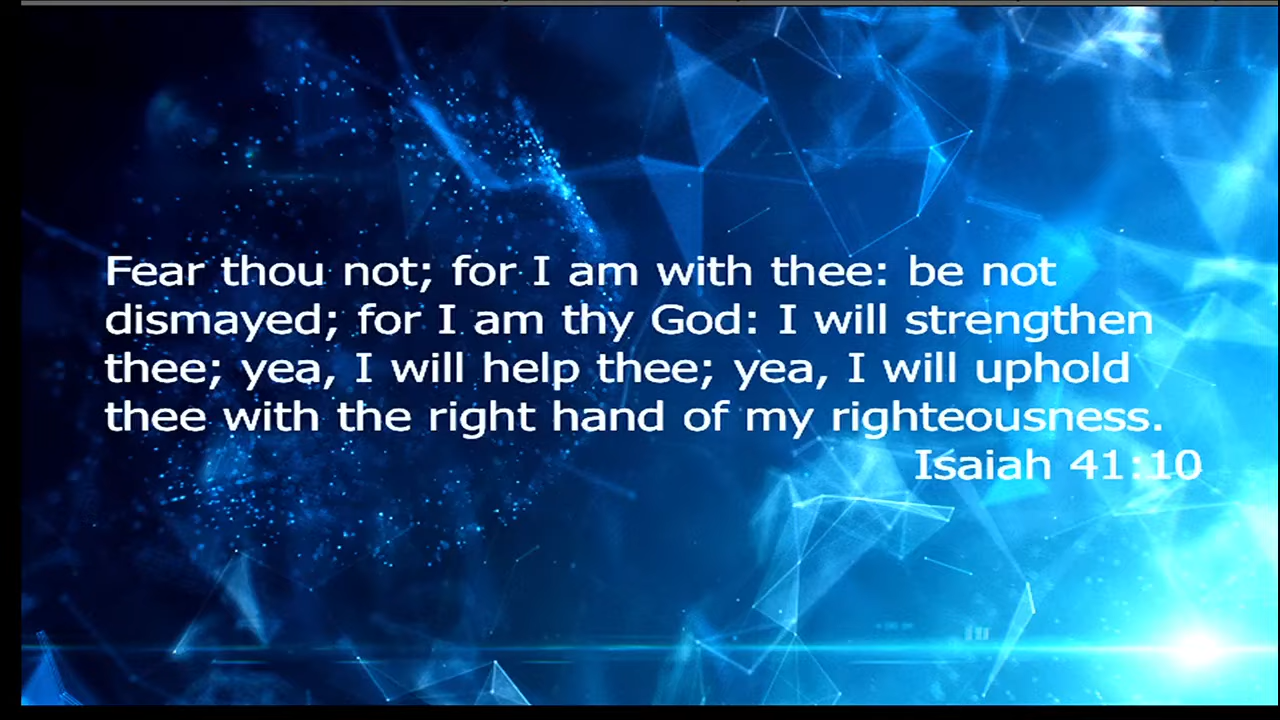 Fear thou not; for I am with thee: be not
dismayed; for I am thy God: I will strengthen
thee; yea, I will help thee; yea, I will uphold
thee with the right hand of my righteousness.
Isaiah 41:10